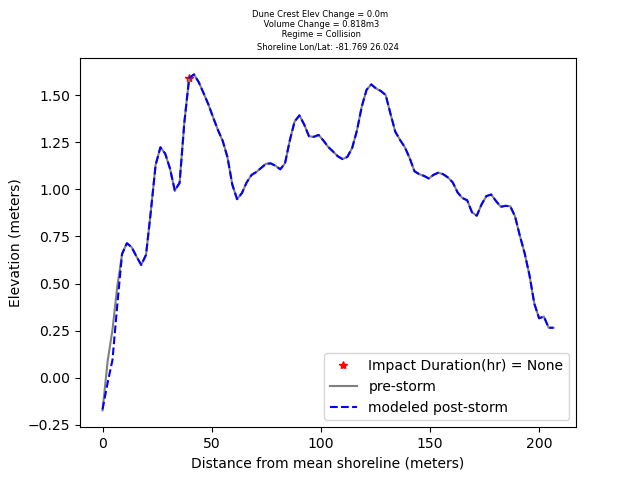 Dune Crest Elev Change = 0.0m
Volume Change = 0.818m3
Regime = Collision
Shoreline Lon/Lat: -81.769 26.024
1.50
1.25
1.00
0.75
0.50
0.25
0.00
−0.25
Elevation (meters)
Impact Duration(hr) = None
pre-storm
modeled post-storm
0 50 100 150 200
Distance from mean shoreline (meters)